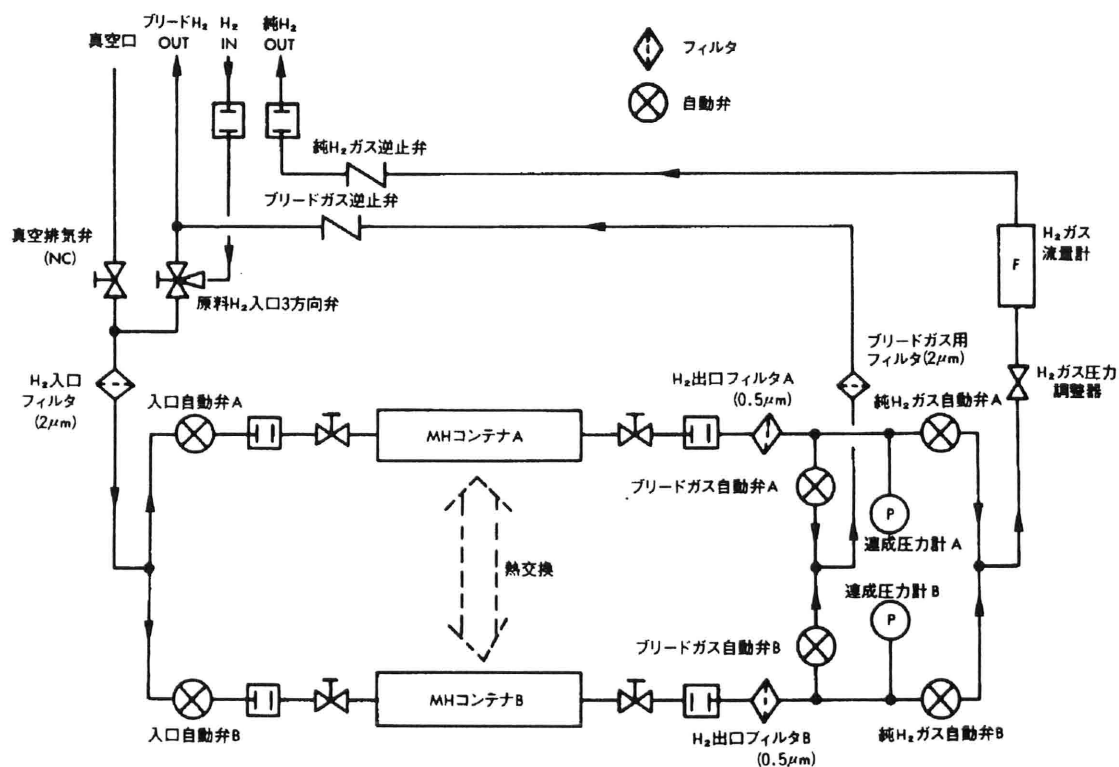 ブリードH₂
OUT
H₂
IN
純H₂
OUT
真空口
フィルタ
自動弁
純H₂ガス逆止弁
ブリードガス逆止弁
真空排気弁
(NC)
原料H₂入口3方向弁
H₂ガス
流量計
F
ブリードガス用
フィルタ(2μm)
H₂ガス圧力
調整器
H₂入口
フィルタ
(2μm)
入口自動弁A
MHコンテナA
H₂出口フィルタA
(0.5μm)
純H₂ガス自動弁A
ブリードガス自動弁A
P
連成圧力計A
熱交換
連成圧力計B
P
ブリードガス自動弁B
MHコンテナB
入口自動弁B
H₂出口フィルタB
(0.5μm)
純H₂ガス自動弁B